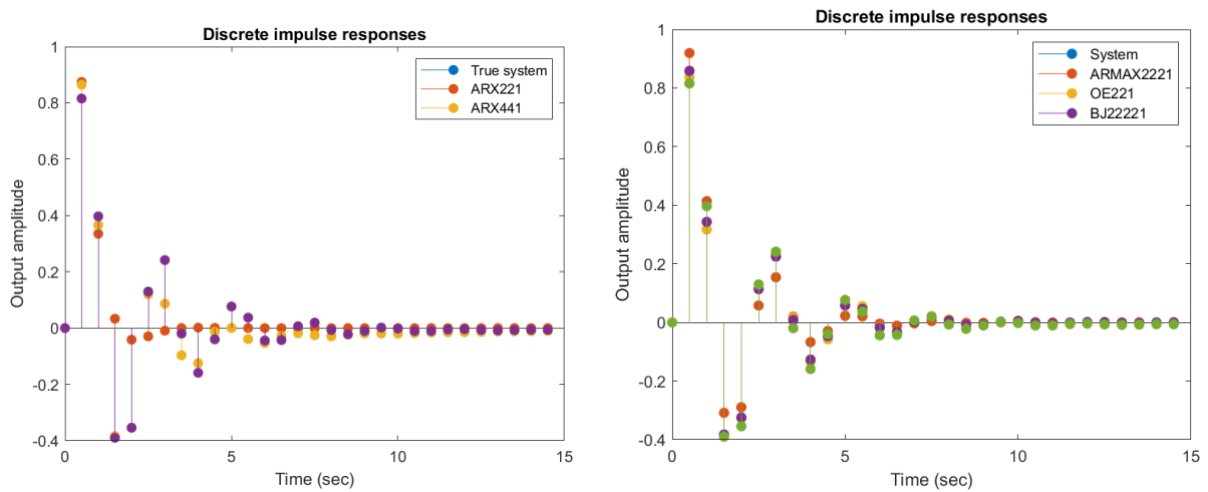 Discrete impulse responses
1
0.8
0.6
0.4
0.2
0
-0.2
-0.4
Output amplitude
True system
ARX221
ARX441
0 5 10 15
Time (sec)
Discrete impulse responses
1
0.8
0.6
0.4
0.2
0
-0.2
-0.4
Output amplitude
System
ARMAX2221
OE221
BJ22221
0 5 10 15
Time (sec)